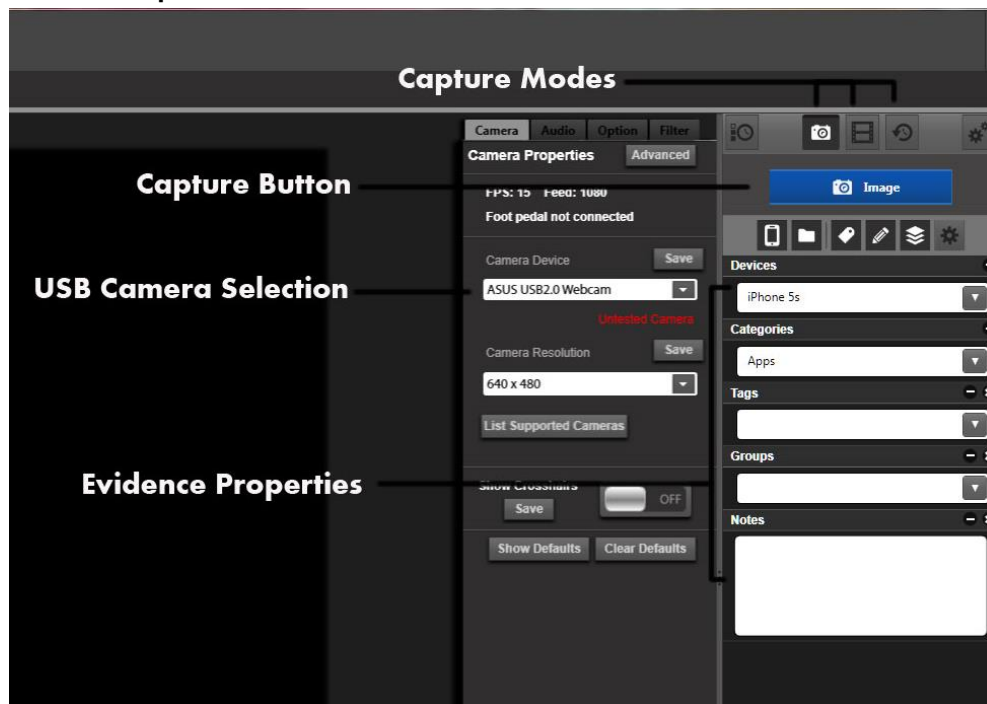 Capture Modes
Camera Audio Option Filter
Camera Properties Advanced
Capture Button
FPS: 15 Feed: 1080
Image
Foot pedal not connected
Camera Device Save
Devices
USB Camera Selection
ASUS USB2.0 Webcam
iPhone 5s
Untested Camera
Categories
Camera Resolution Save
Apps
640 x 480
Tags
List Supported Cameras
Groups
Evidence Properties
Show Crosshairs
OFF
Save
Notes
Show Defaults Clear Defaults